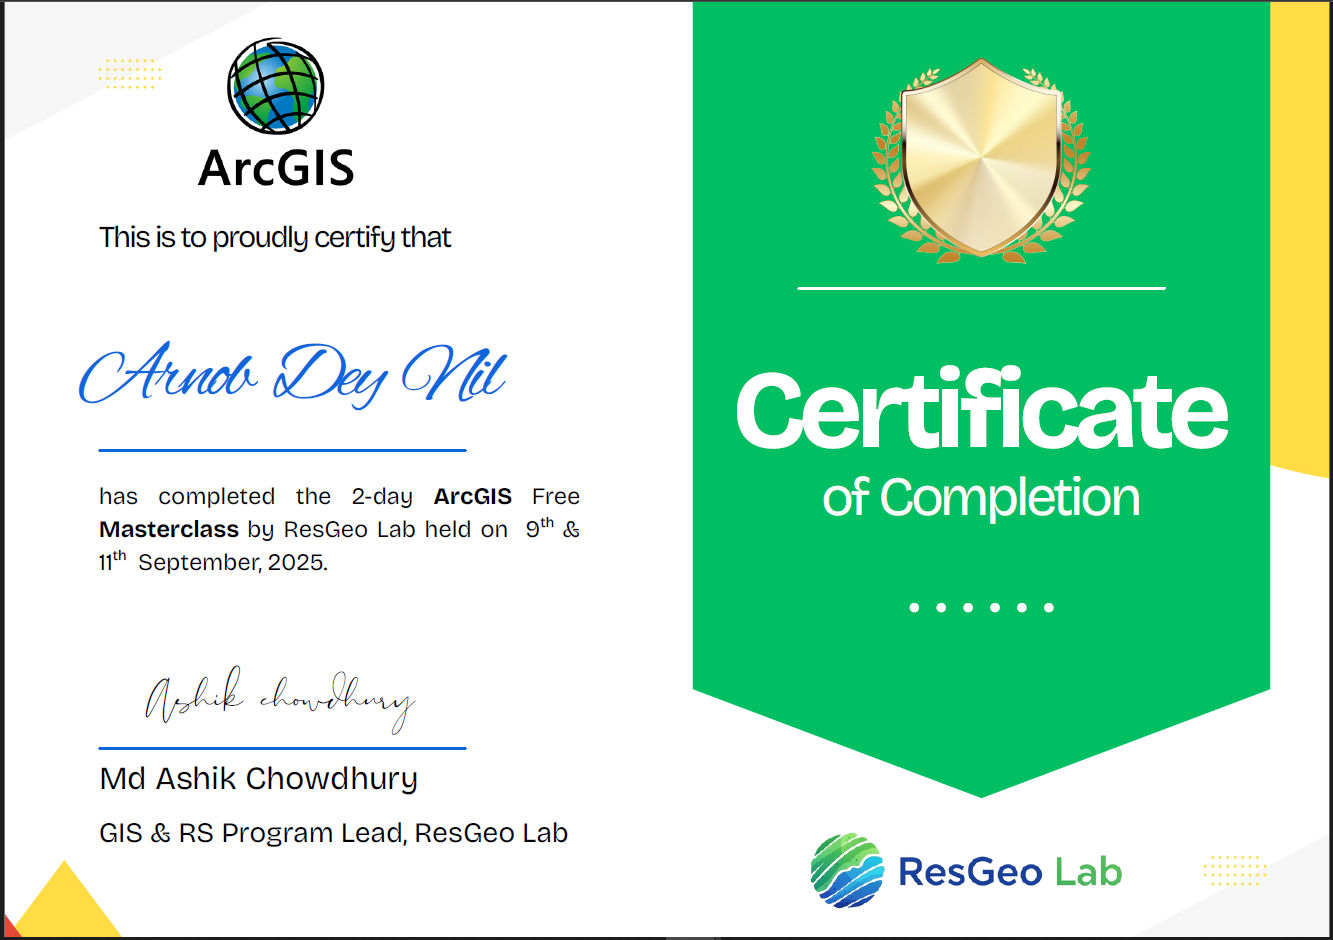 ArcGIS
This is to proudly certify that
Arnob Dey Nil
has completed the 2-day ArcGIS Free
Masterclass by ResGeo Lab held on 9th &
11th September, 2025.
Ashik chowdhury
Md Ashik Chowdhury
GIS & RS Program Lead, ResGeo Lab
Certificate
of Completion
ResGeo Lab